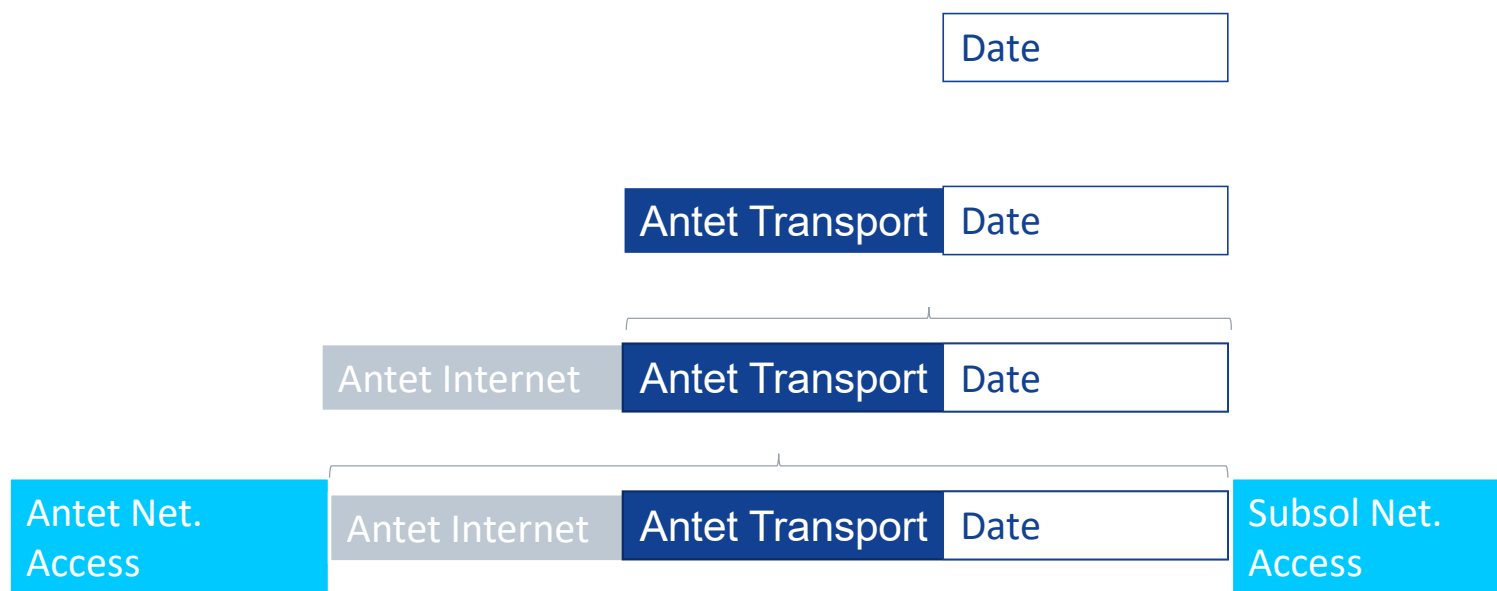 Date
Antet Transport Date
Antet Internet Antet Transport Date
Antet Net.
Access
Antet Internet Antet Transport Date
Subsol Net.
Access